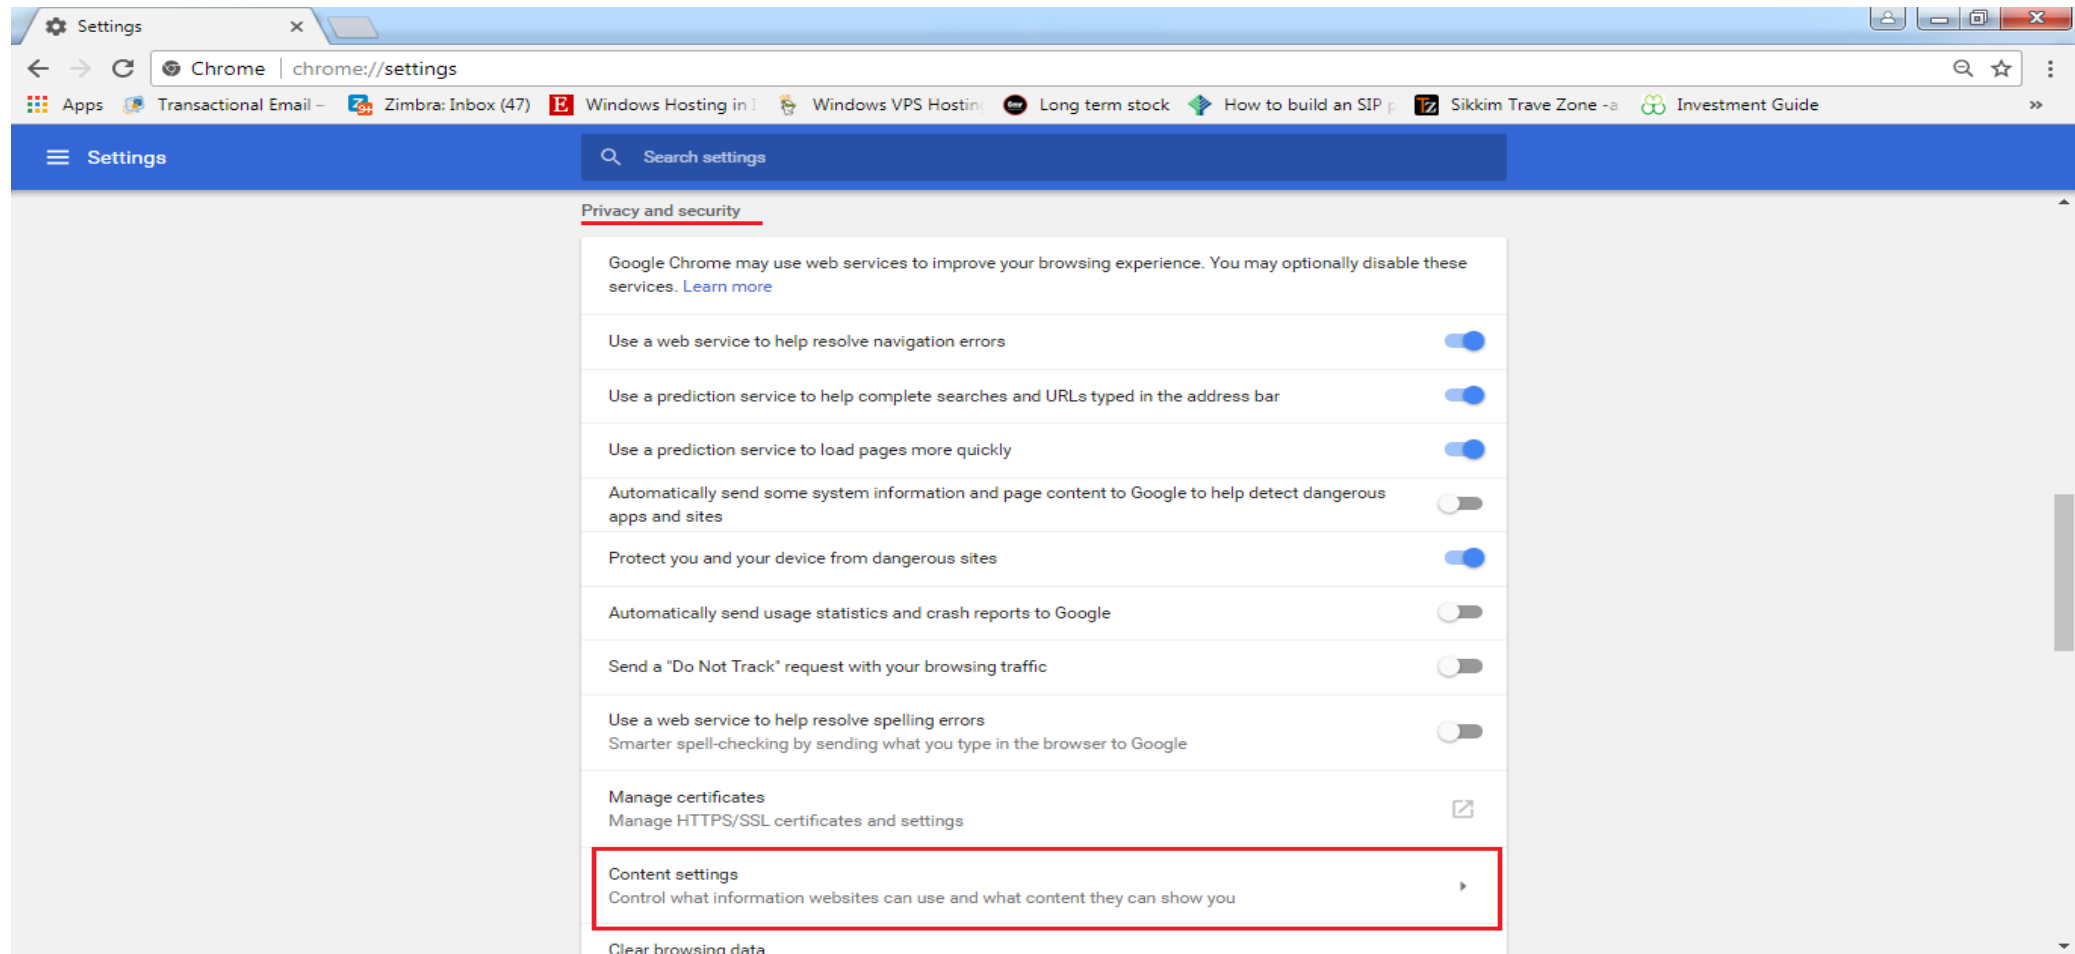 Settings
Chrome chrome://settings
Apps Transactional Email – Zimbra: Inbox (47) Windows Hosting in Windows VPS Hosting Long term stock How to build an SIP Sikkim Trave Zone -a Investment Guide »
Settings Search settings
Privacy and security
Google Chrome may use web services to improve your browsing experience. You may optionally disable these
services. Learn more
Use a web service to help resolve navigation errors
Use a prediction service to help complete searches and URLs typed in the address bar
Use a prediction service to load pages more quickly
Automatically send some system information and page content to Google to help detect dangerous
apps and sites
Protect you and your device from dangerous sites
Automatically send usage statistics and crash reports to Google
Send a "Do Not Track" request with your browsing traffic
Use a web service to help resolve spelling errors
Smarter spell-checking by sending what you type in the browser to Google
Manage certificates
Manage HTTPS/SSL certificates and settings
Content settings
Control what information websites can use and what content they can show you
Clear browsing data